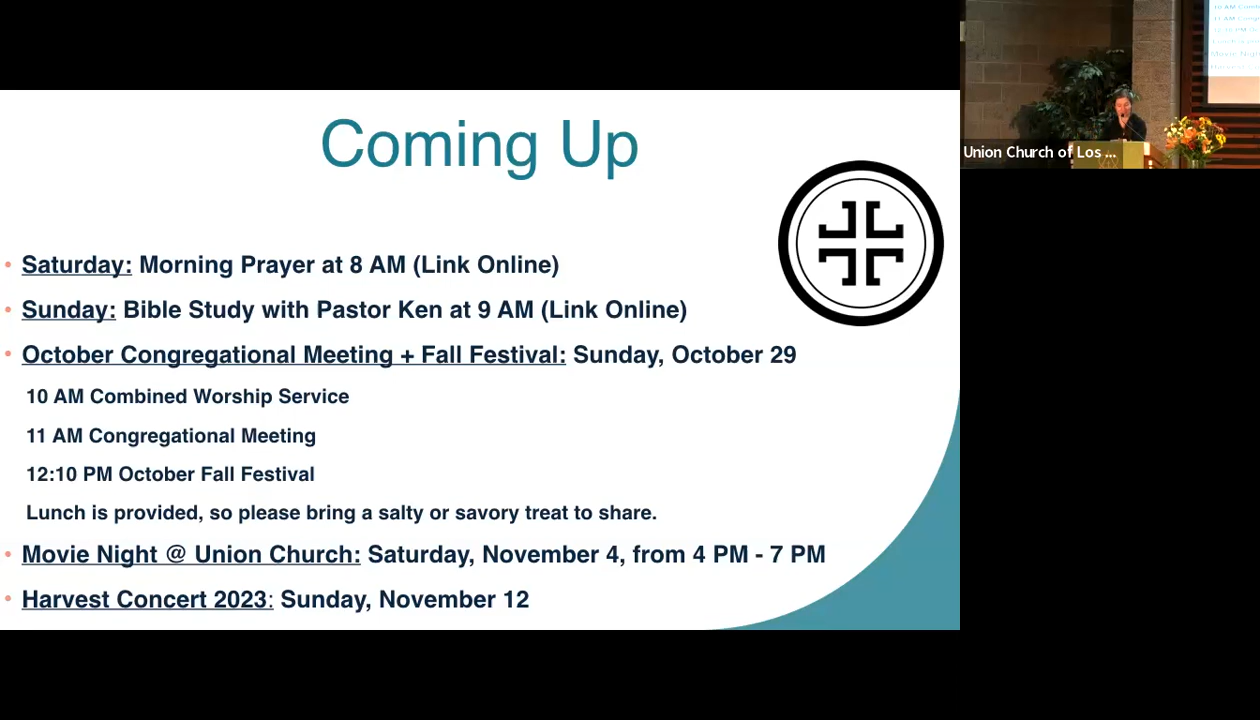 Coming Up
• Saturday: Morning Prayer at 8 AM (Link Online)
• Sunday: Bible Study with Pastor Ken at 9 AM (Link Online)
• October Congregational Meeting + Fall Festival: Sunday, October 29
10 AM Combined Worship Service
11 AM Congregational Meeting
12:10 PM October Fall Festival
Lunch is provided, so please bring a salty or savory treat to share.
• Movie Night @ Union Church: Saturday, November 4, from 4 PM - 7 PM
• Harvest Concert 2023: Sunday, November 12
Union Church of Los ...